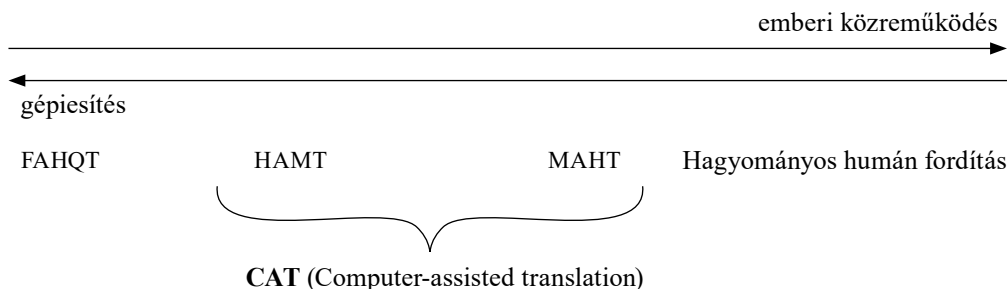 emberi közreműködés
gépiesítés
FAHQT HAMT MAHT Hagyományos humán fordítás
CAT (Computer-assisted translation)